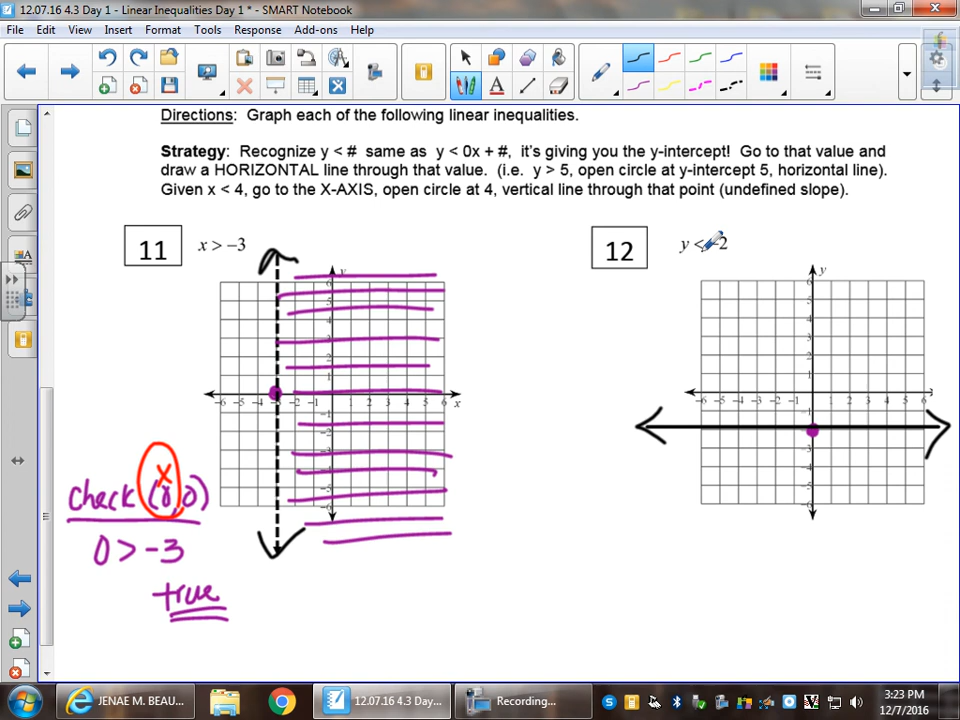 12.07.16 4.3 Day 1 - Linear Inequalities Day 1 * - SMART Notebook
File Edit View Insert Format Tools Response Add-ons Help
Directions: Graph each of the following linear inequalities.
Strategy: Recognize y < # same as y < 0x + #, it's giving you the y-intercept! Go to that value and
draw a HORIZONTAL line through that value. (i.e. y > 5, open circle at y-intercept 5, horizontal line).
Given x < 4, go to the X-AXIS, open circle at 4, vertical line through that point (undefined slope).
11 x > −3
12 y < −2
y
y
x
check (0,0)
x
0 > −3
true
JENAE M. BEAU...
12.07.16 4.3 Day...
Recording...
3:23 PM
12/7/2016